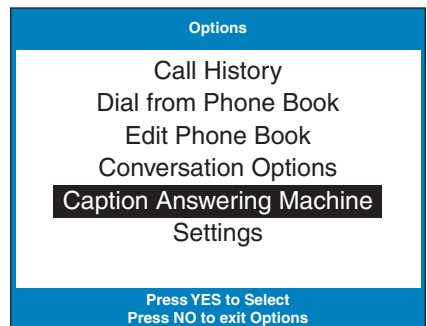 Options
Call History
Dial from Phone Book
Edit Phone Book
Conversation Options
Caption Answering Machine
Settings
Press YES to Select
Press NO to exit Options